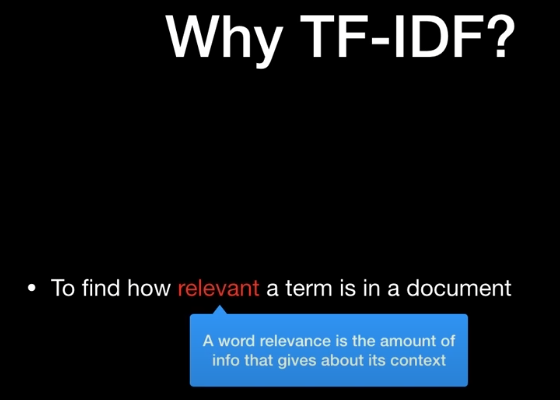 Why TF-IDF?
• To find how relevant a term is in a document
A word relevance is the amount of
info that gives about its context